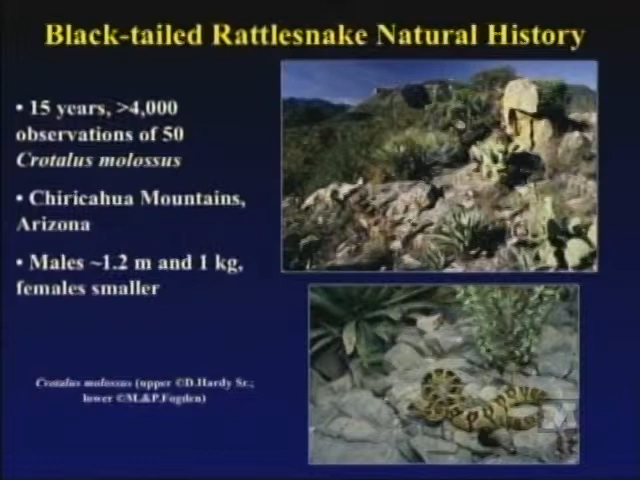 Black-tailed Rattlesnake Natural History
• 15 years, >4,000
observations of 50
Crotalus molossus
• Chiricahua Mountains,
Arizona
• Males ~1.2 m and 1 kg,
females smaller
Crotalus molossus (upper ©D.Hardy Sr.;
lower ©M.&P.Fogden)